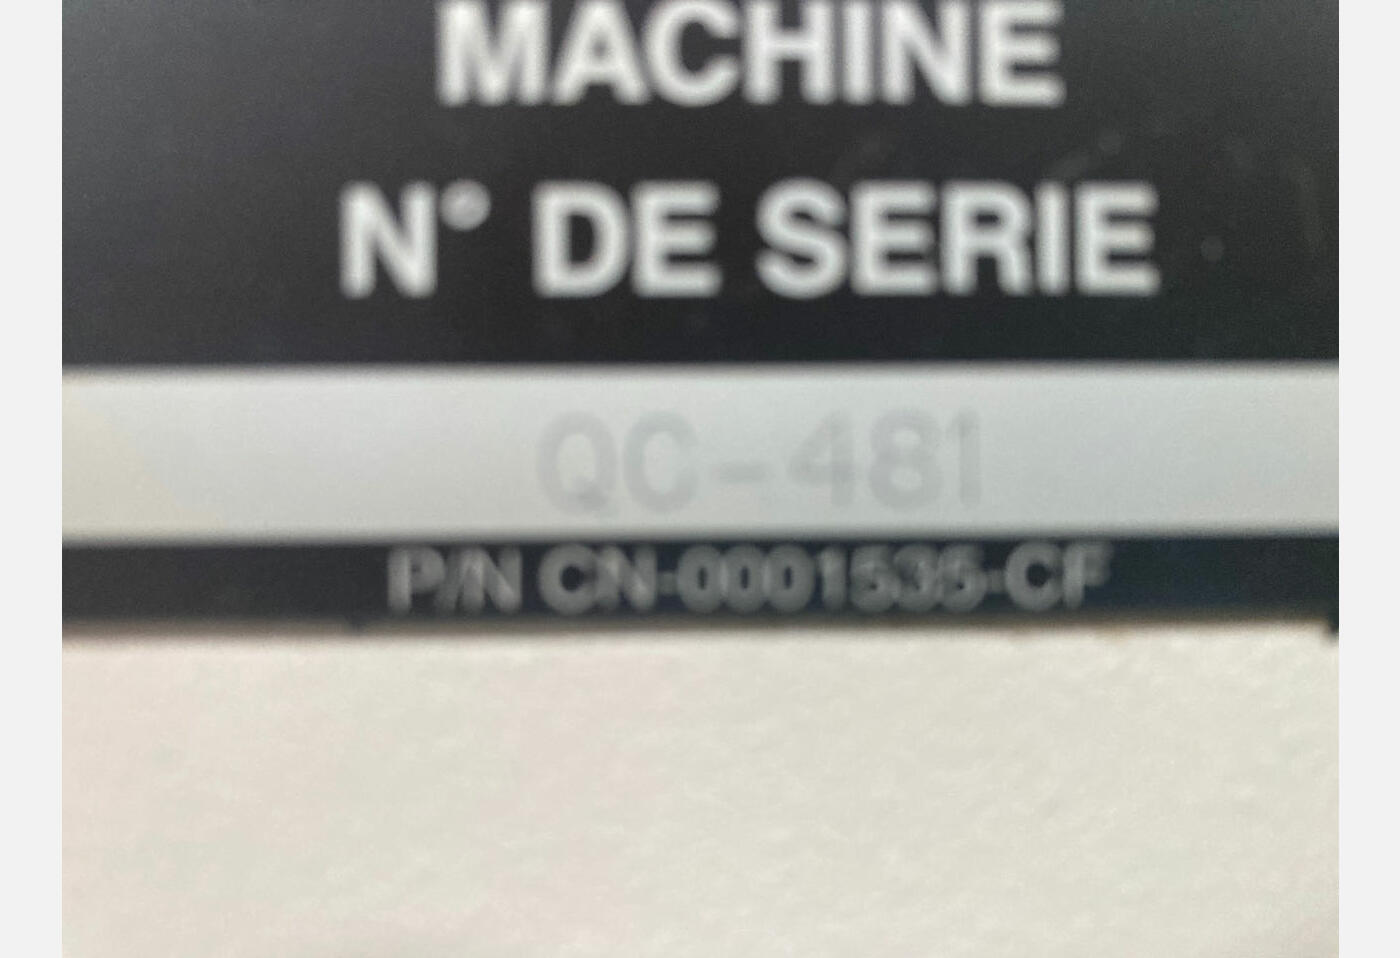 MACHINE
N° DE SERIE
QC-481
P/N CN-0001535-CF